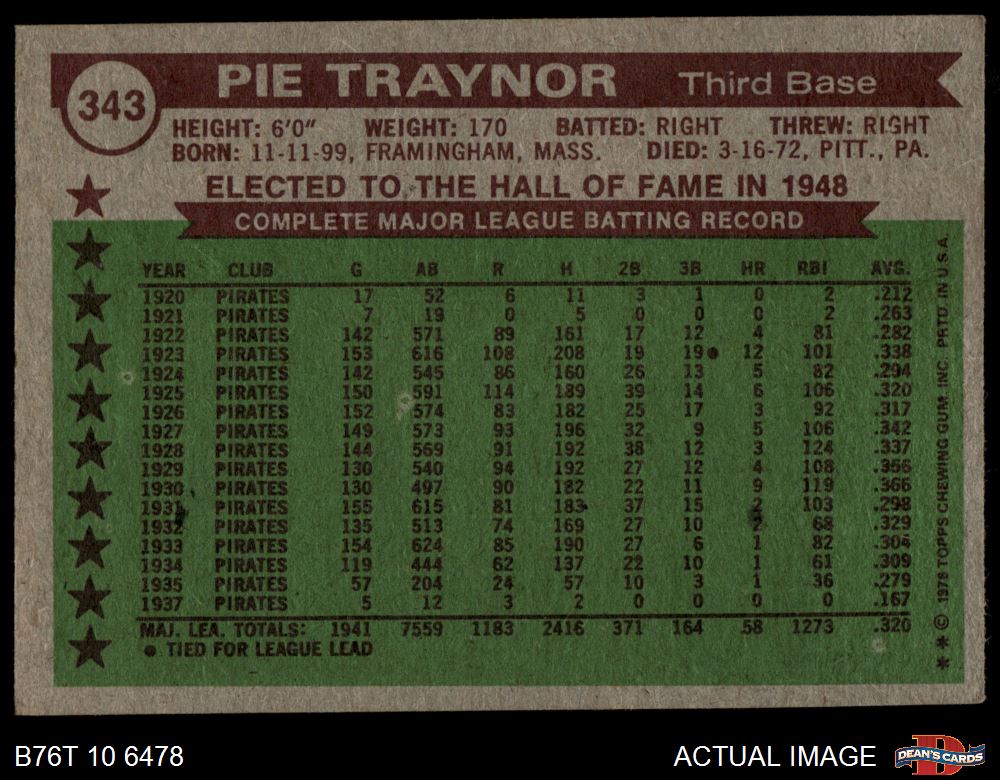 343
PIE TRAYNOR Third Base
HEIGHT: 6'0" WEIGHT: 170 BATTED: RIGHT THREW: RIGHT
BORN: 11-11-99, FRAMINGHAM, MASS. DIED: 3-16-72, PITT., PA.
ELECTED TO THE HALL OF FAME IN 1948
COMPLETE MAJOR LEAGUE BATTING RECORD
YEAR CLUB G AB R H 2B 3B HR RBI AVG.
1920 PIRATES 17 52 6 11 3 1 0 2 .212
1921 PIRATES 7 19 0 5 0 0 0 2 .263
1922 PIRATES 142 571 89 161 17 12 4 81 .282
1923 PIRATES 153 616 108 208 19 19● 12 101 .338
1924 PIRATES 142 545 86 160 26 13 5 82 .294
1925 PIRATES 150 591 114 189 39 14 6 106 .320
1926 PIRATES 152 574 83 182 25 17 3 92 .317
1927 PIRATES 149 573 93 196 32 9 5 106 .342
1928 PIRATES 144 569 91 192 38 12 3 124 .337
1929 PIRATES 130 540 94 192 27 12 4 108 .356
1930 PIRATES 130 497 90 182 22 11 9 119 .366
1931 PIRATES 155 615 81 183 37 15 2 103 .298
1932 PIRATES 135 513 74 169 27 10 2 68 .329
1933 PIRATES 154 624 85 190 27 6 1 82 .304
1934 PIRATES 119 444 62 137 22 10 1 61 .309
1935 PIRATES 57 204 24 57 10 3 1 36 .279
1937 PIRATES 5 12 3 2 0 0 0 0 .167
MAJ. LEA. TOTALS: 1941 7559 1183 2416 371 164 58 1273 .320
● TIED FOR LEAGUE LEAD
** © 1976 TOPPS CHEWING GUM, INC. PRTD. IN U.S.A.
B76T 10 6478
ACTUAL IMAGE
D
DEAN'S CARDS